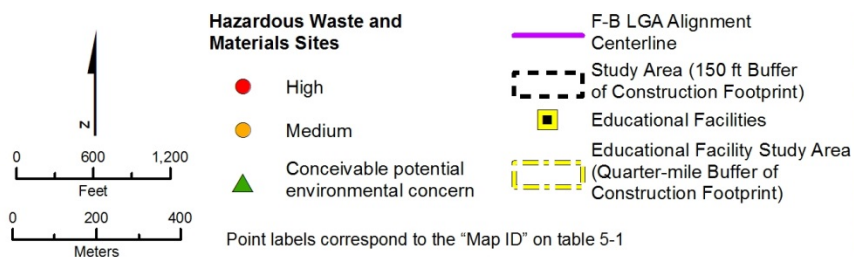 Hazardous Waste and
Materials Sites
High
Medium
Conceivable potential
environmental concern
F-B LGA Alignment
Centerline
Study Area (150 ft Buffer
of Construction Footprint)
Educational Facilities
Educational Facility Study Area
(Quarter-mile Buffer of
Construction Footprint)
N
0 600 1,200
Feet
0 200 400
Meters
Point labels correspond to the “Map ID” on table 5-1